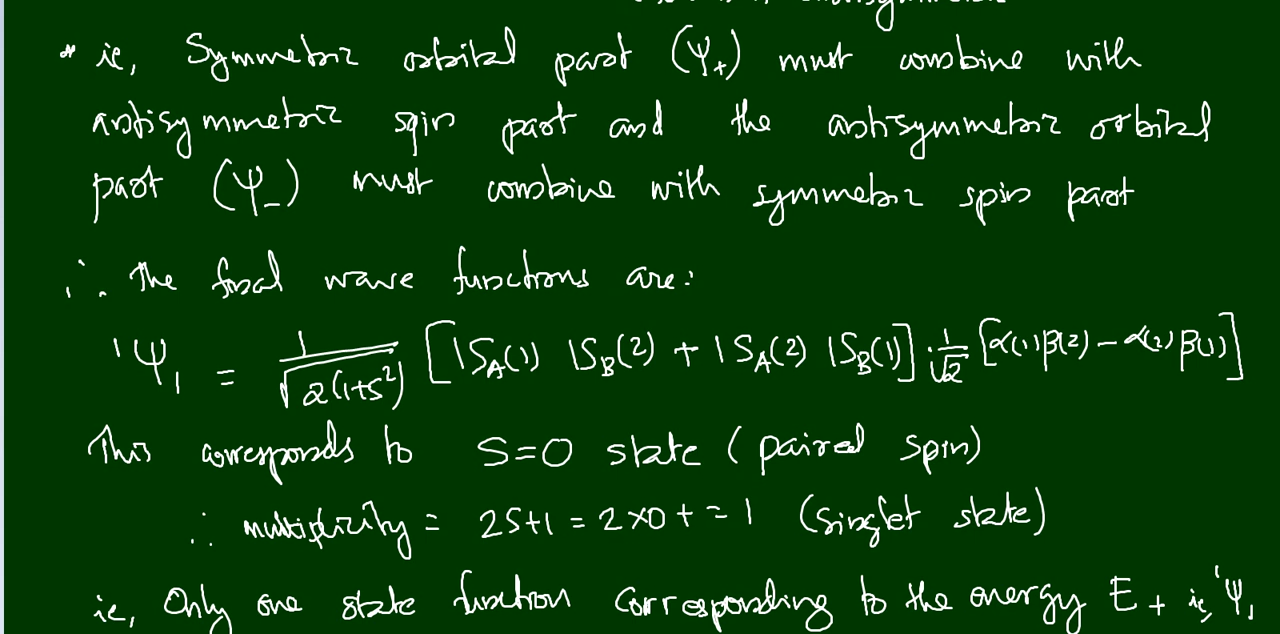 * ie, Symmetric orbital part (Ψ₊) must combine with
antisymmetric spin part and the antisymmetric orbital
part (Ψ₋) must combine with symmetric spin part
∴ The final wave functions are:
¹Ψ₁ = 1/√2(1+S²) [1S_A(1) 1S_B(2) + 1S_A(2) 1S_B(1)] · 1/√2 [α(1)β(2) − α(2)β(1)]
This corresponds to S=0 state (paired spin)
∴ multiplicity = 2S+1 = 2×0+ = 1 (singlet state)
ie, Only one state function corresponding to the energy E₊ ie, ¹Ψ₁